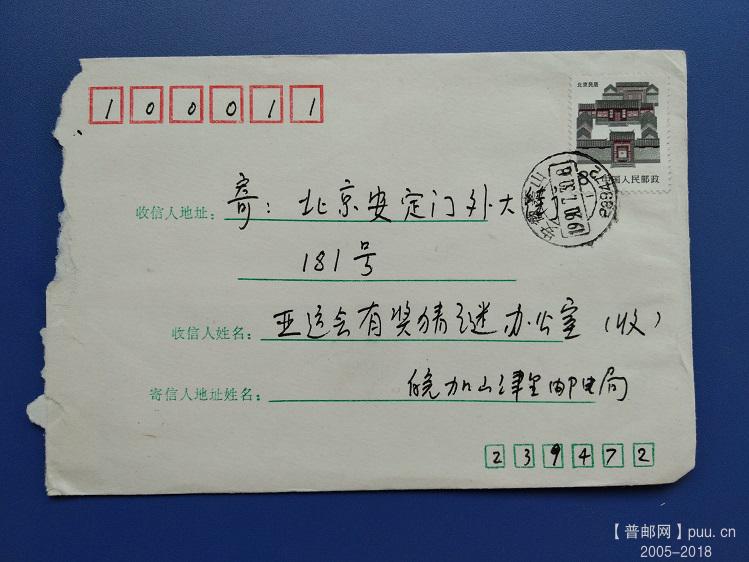 100011
北京民居
8
中国人民邮政
收信人地址: 寄: 北京安定门外大
181号
收信人姓名: 亚运会有奖猜谜办公室 (收)
寄信人地址姓名: 皖加山津里邮电局
239472
【普邮网】puu.cn
2005-2018